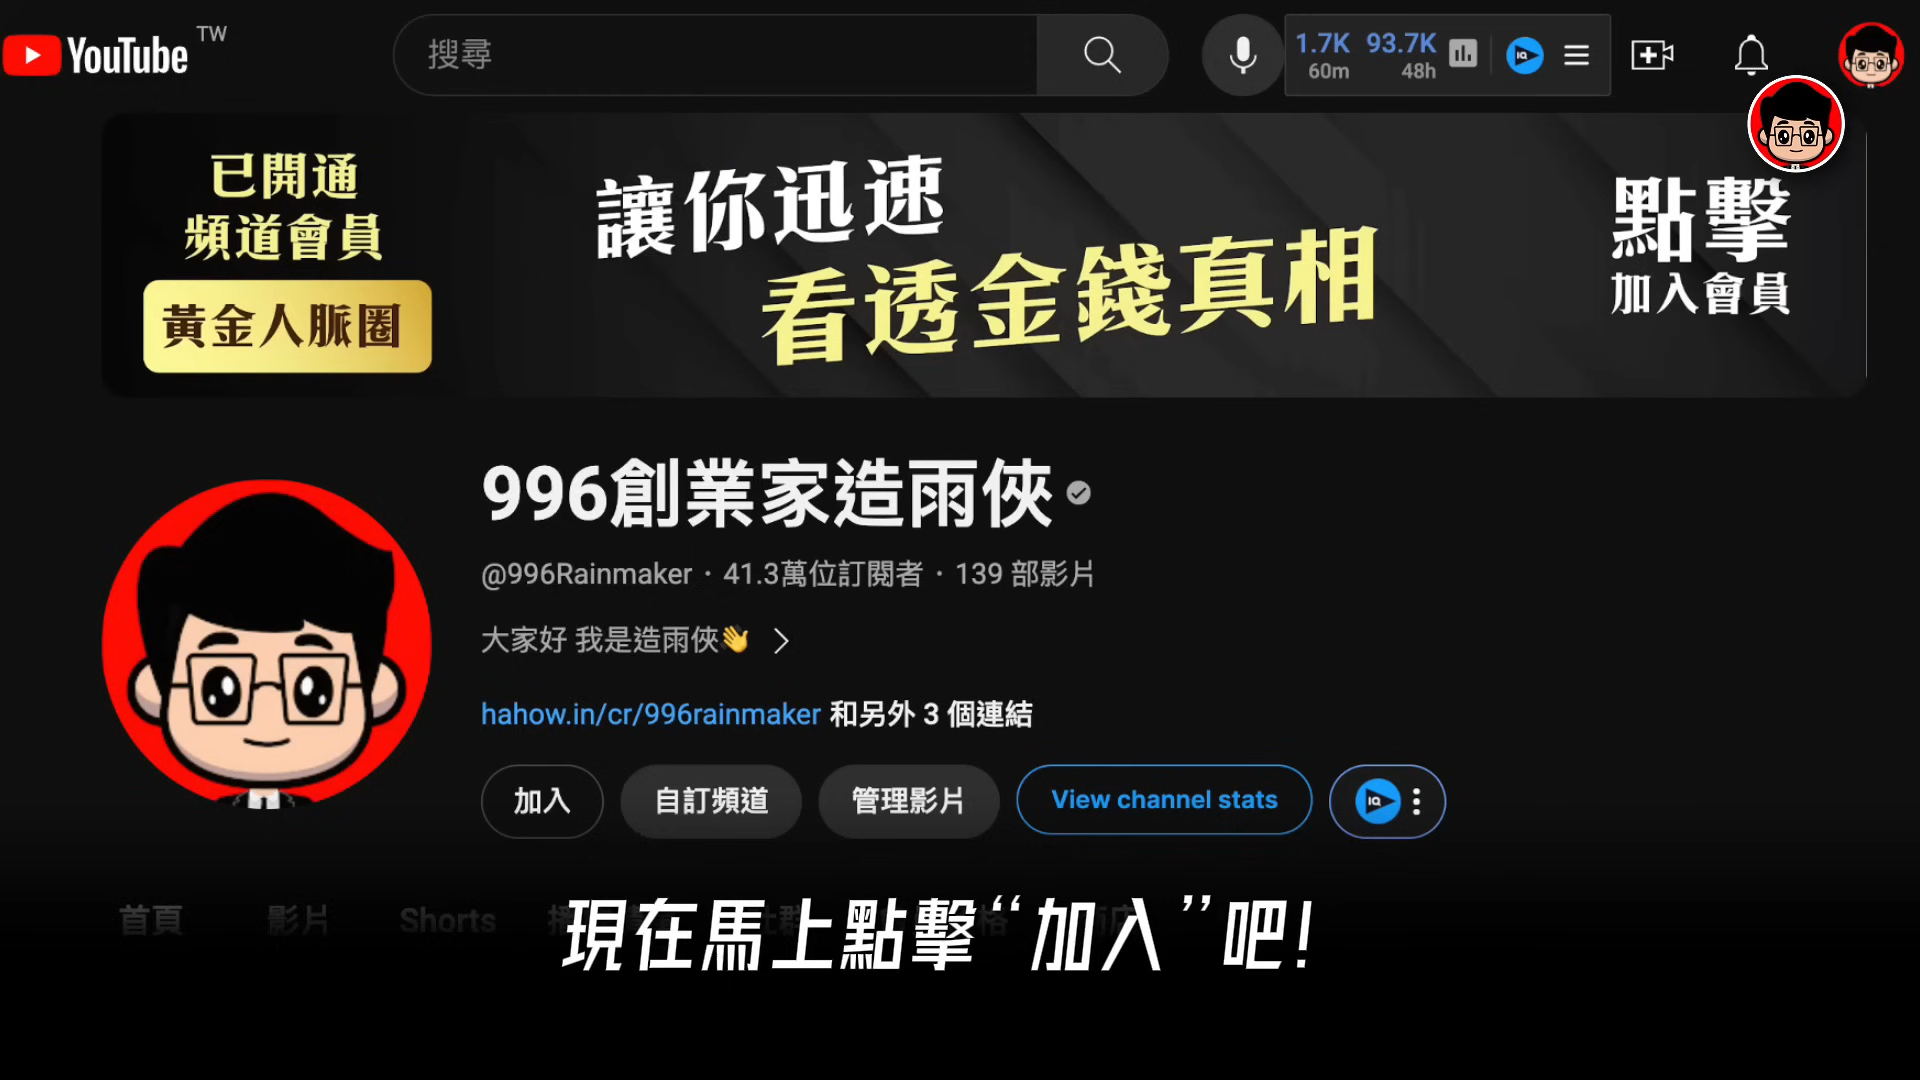 YouTube TW
搜尋
1.7K 93.7K
60m 48h
IQ
已開通
頻道會員
黃金人脈圈
讓你迅速
看透金錢真相
點擊
加入會員
996創業家造雨俠
@996Rainmaker · 41.3萬位訂閱者 · 139 部影片
大家好 我是造雨俠👋
hahow.in/cr/996rainmaker 和另外 3 個連結
加入 自訂頻道 管理影片 View channel stats IQ
首頁 影片 Shorts
現在馬上點擊“加入”吧!